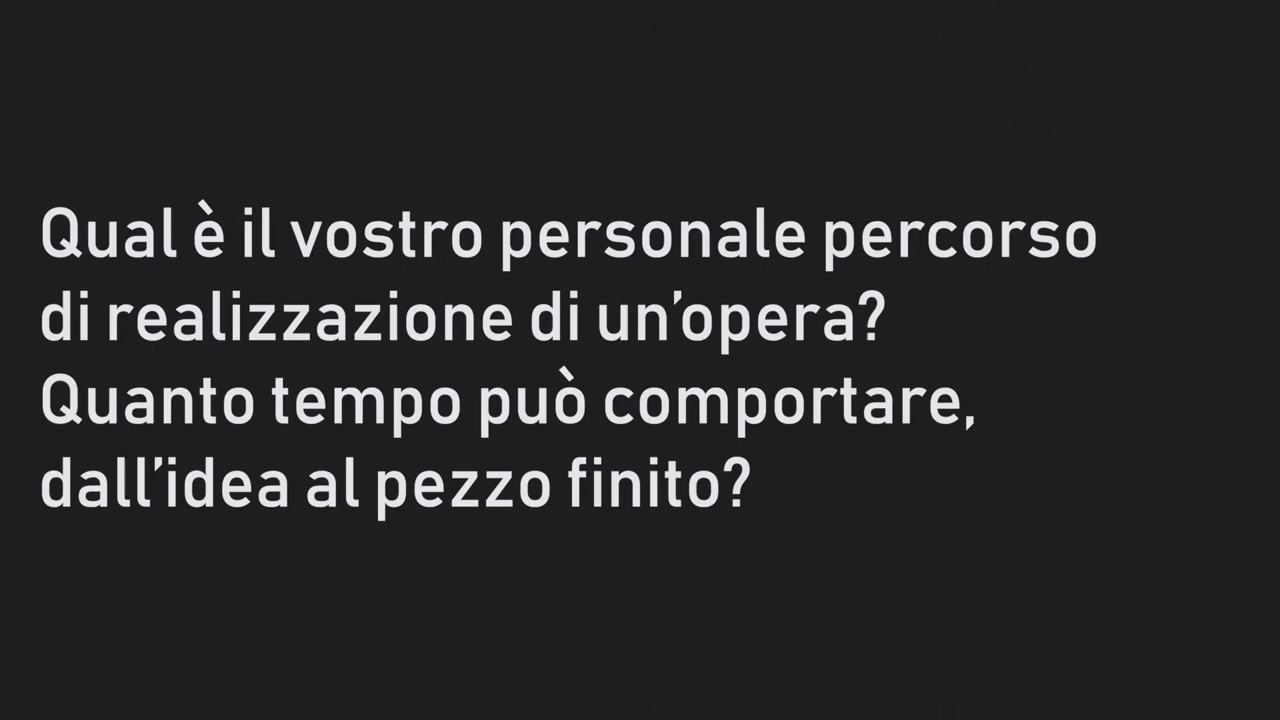 Qual è il vostro personale percorso
di realizzazione di un’opera?
Quanto tempo può comportare,
dall’idea al pezzo finito?